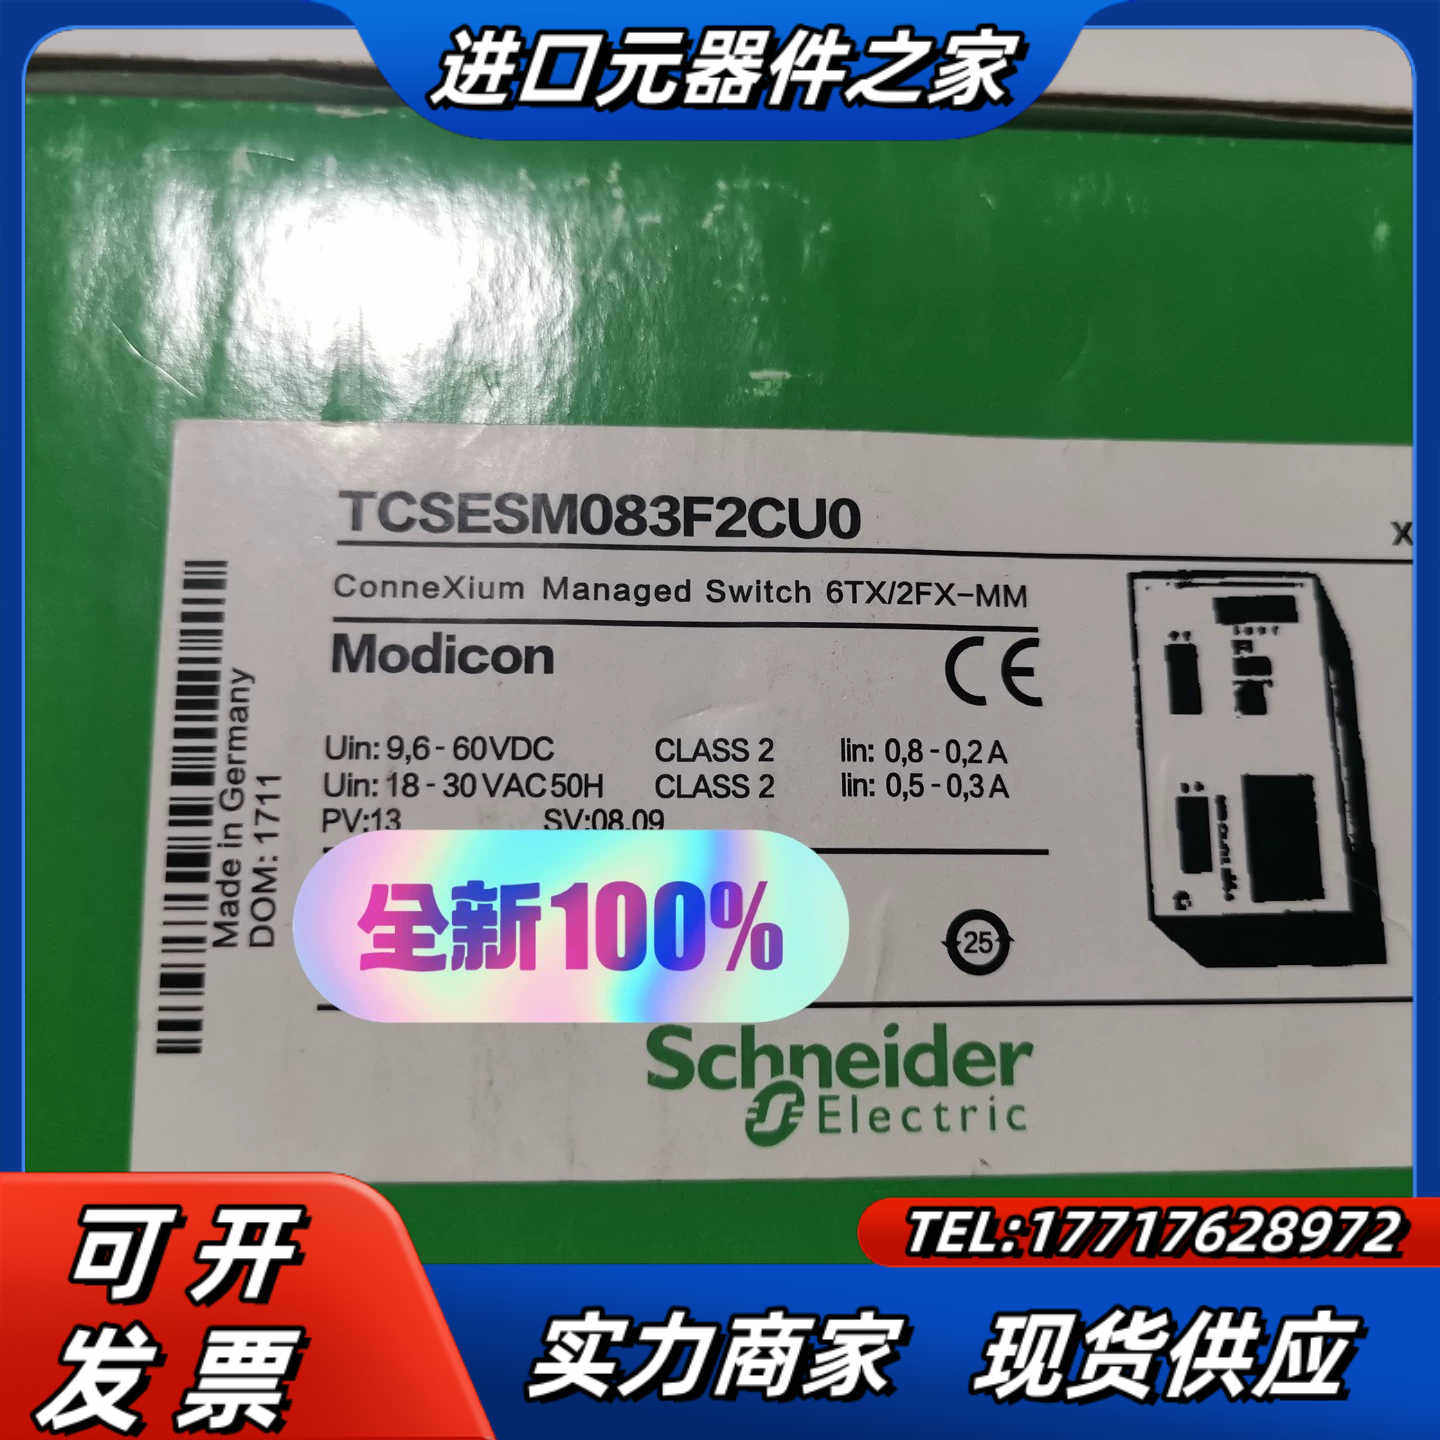 进口元器件之家
TCSESM083F2CU0
X
ConneXium Managed Switch 6TX/2FX-MM
Modicon
CE
Uin: 9,6 - 60VDC CLASS 2 Iin: 0,8 - 0,2 A
Uin: 18 - 30 VAC 50H CLASS 2 Iin: 0,5 - 0,3 A
PV:13 SV:08.09
Made in Germany
DOM: 1711
全新100%
25
Schneider
Electric
TEL:17717628972
可开
发票
实力商家 现货供应